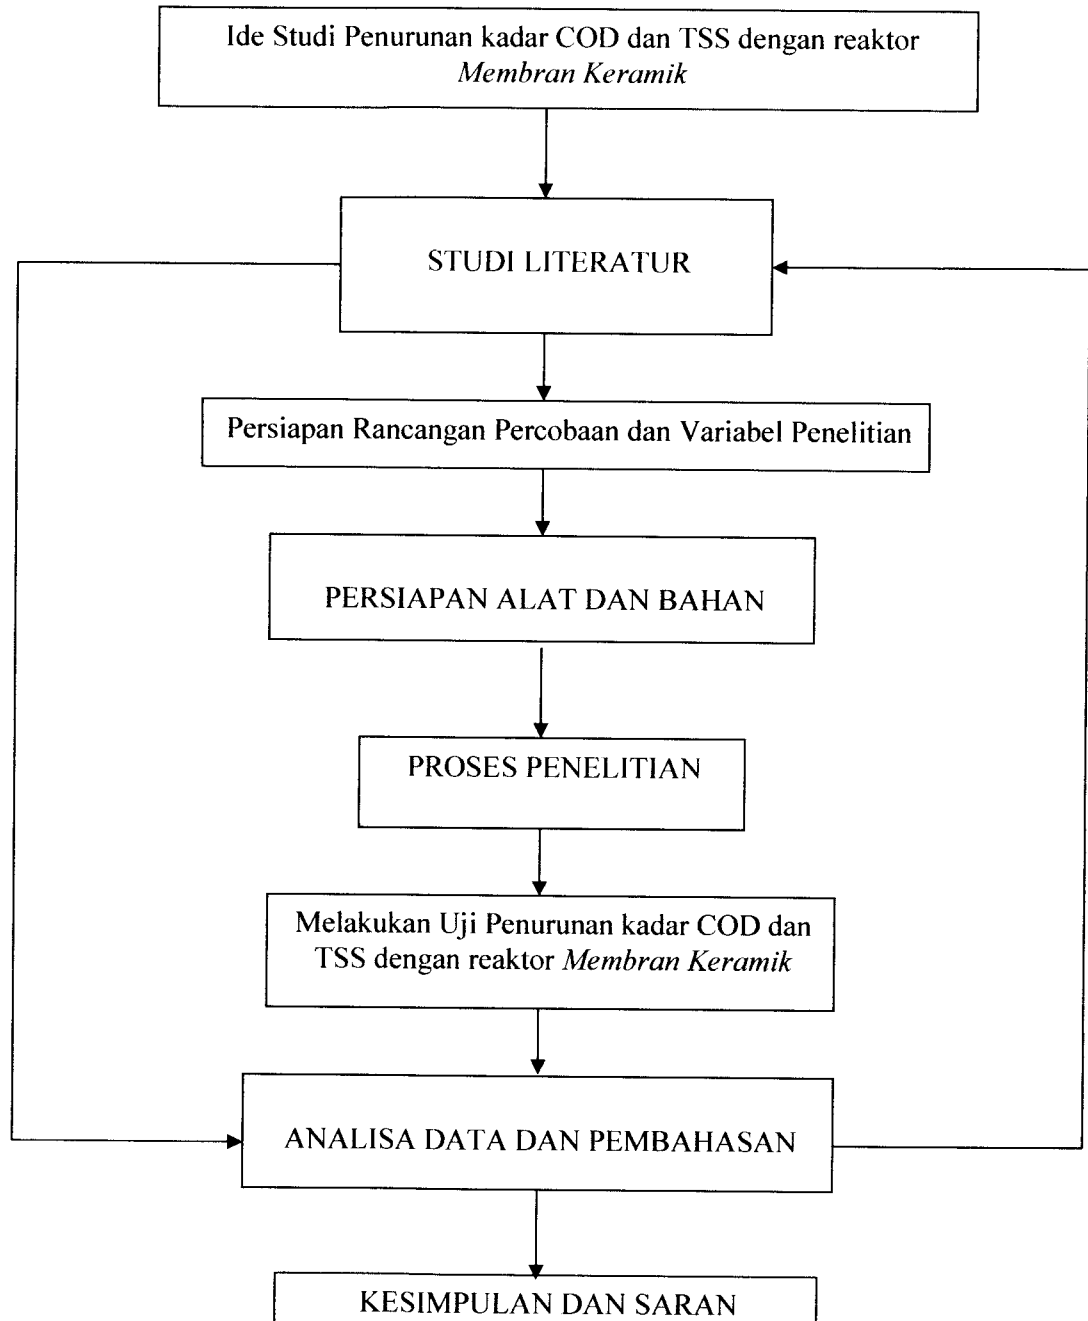 Ide Studi Penurunan kadar COD dan TSS dengan reaktor
Membran Keramik
STUDI LITERATUR
Persiapan Rancangan Percobaan dan Variabel Penelitian
PERSIAPAN ALAT DAN BAHAN
PROSES PENELITIAN
Melakukan Uji Penurunan kadar COD dan
TSS dengan reaktor Membran Keramik
ANALISA DATA DAN PEMBAHASAN
KESIMPULAN DAN SARAN